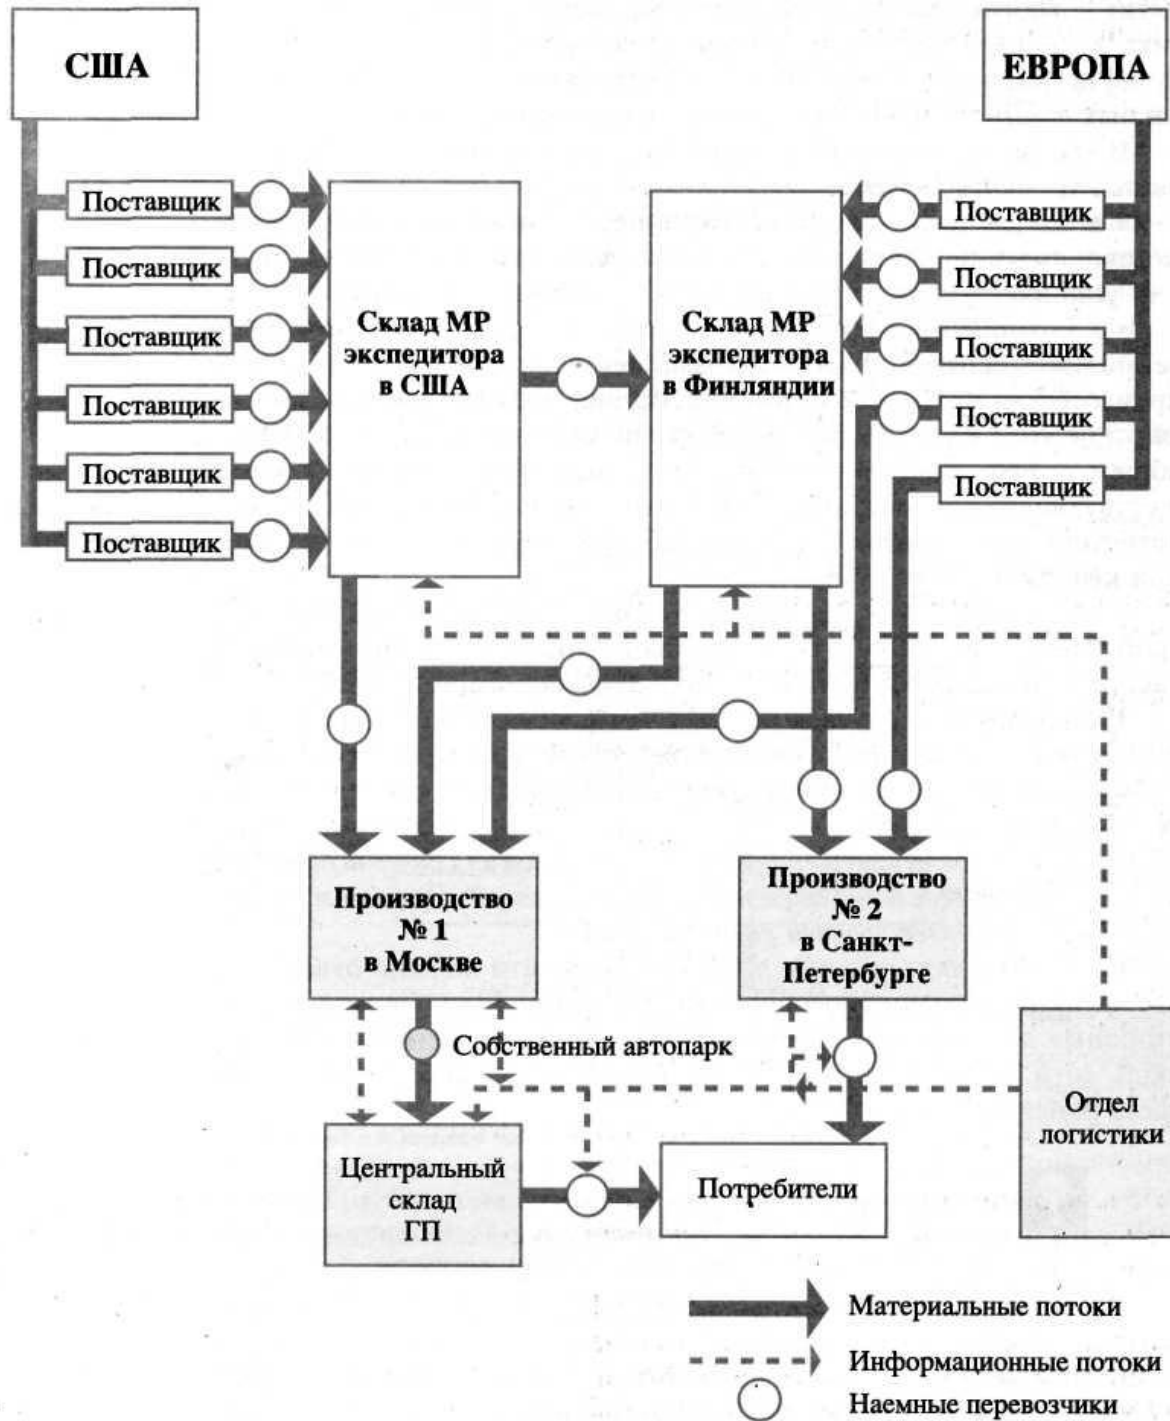 США
ЕВРОПА
Поставщик
Поставщик
Поставщик
Поставщик
Поставщик
Поставщик
Склад МР
экспедитора
в США
Склад МР
экспедитора
в Финляндии
Поставщик
Поставщик
Поставщик
Поставщик
Поставщик
Производство
№ 1
в Москве
Производство
№ 2
в Санкт-
Петербурге
Собственный автопарк
Отдел
логистики
Центральный
склад
ГП
Потребители
Материальные потоки
Информационные потоки
Наемные перевозчики